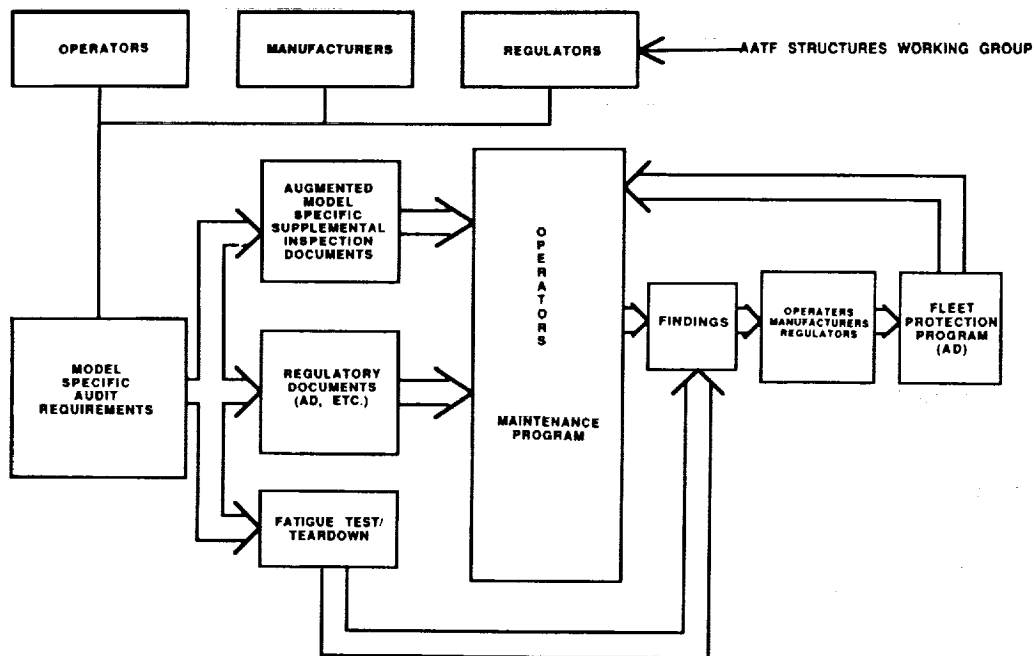 OPERATORS
MANUFACTURERS
REGULATORS
AATF STRUCTURES WORKING GROUP
AUGMENTED
MODEL
SPECIFIC
SUPPLEMENTAL
INSPECTION
DOCUMENTS
OPERATORS
MAINTENANCE
PROGRAM
MODEL
SPECIFIC
AUDIT
REQUIREMENTS
REGULATORY
DOCUMENTS
(AD, ETC.)
FATIGUE TEST/
TEARDOWN
FINDINGS
OPERATERS
MANUFACTURERS
REGULATORS
FLEET
PROTECTION
PROGRAM
(AD)